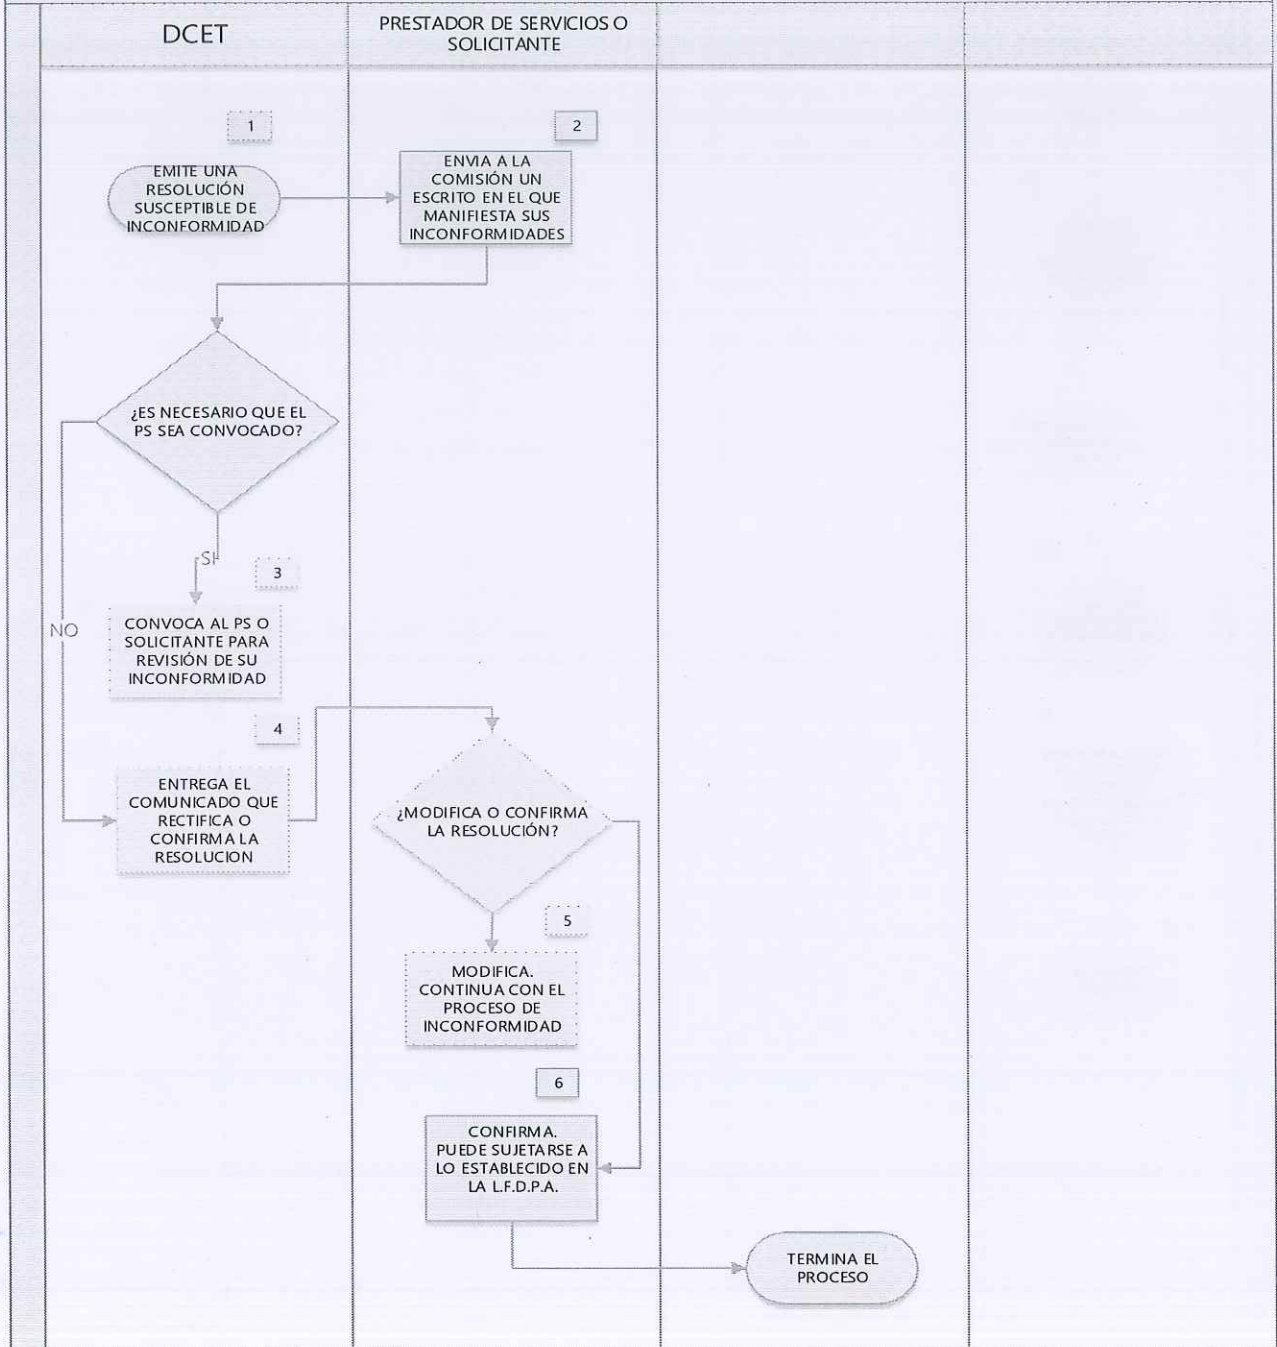 DCET
PRESTADOR DE SERVICIOS O
SOLICITANTE
1
EMITE UNA
RESOLUCIÓN
SUSCEPTIBLE DE
INCONFORMIDAD
2
ENVIA A LA
COMISIÓN UN
ESCRITO EN EL QUE
MANIFIESTA SUS
INCONFORMIDADES
¿ES NECESARIO QUE EL
PS SEA CONVOCADO?
SI
3
NO
CONVOCA AL PS O
SOLICITANTE PARA
REVISIÓN DE SU
INCONFORMIDAD
4
ENTREGA EL
COMUNICADO QUE
RECTIFICA O
CONFIRMA LA
RESOLUCION
¿MODIFICA O CONFIRMA
LA RESOLUCIÓN?
5
MODIFICA.
CONTINUA CON EL
PROCESO DE
INCONFORMIDAD
6
CONFIRMA.
PUEDE SUJETARSE A
LO ESTABLECIDO EN
LA L.F.D.P.A.
TERMINA EL
PROCESO